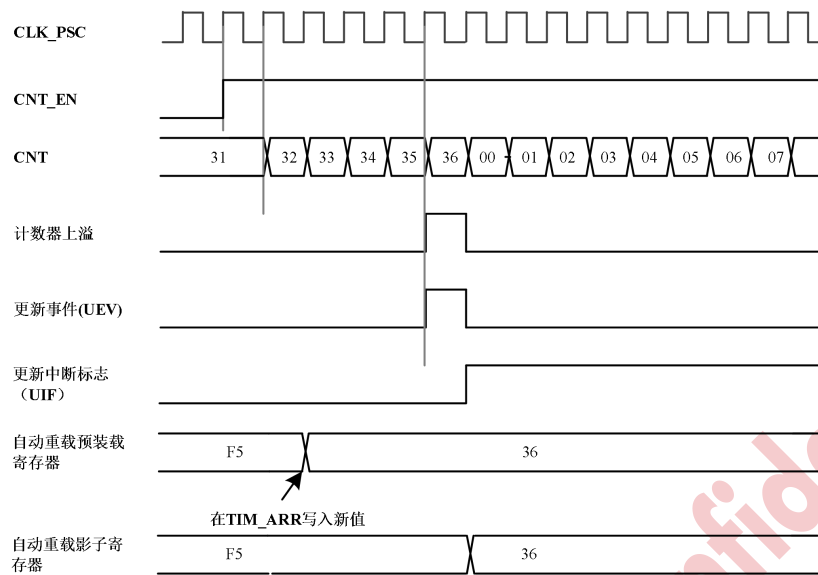 CLK_PSC
CNT_EN
CNT
31 32 33 34 35 36 00 01 02 03 04 05 06 07
计数器上溢
更新事件(UEV)
更新中断标志
（UIF）
自动重载预装载
寄存器
F5 36
在TIM_ARR写入新值
自动重载影子寄
存器
F5 36